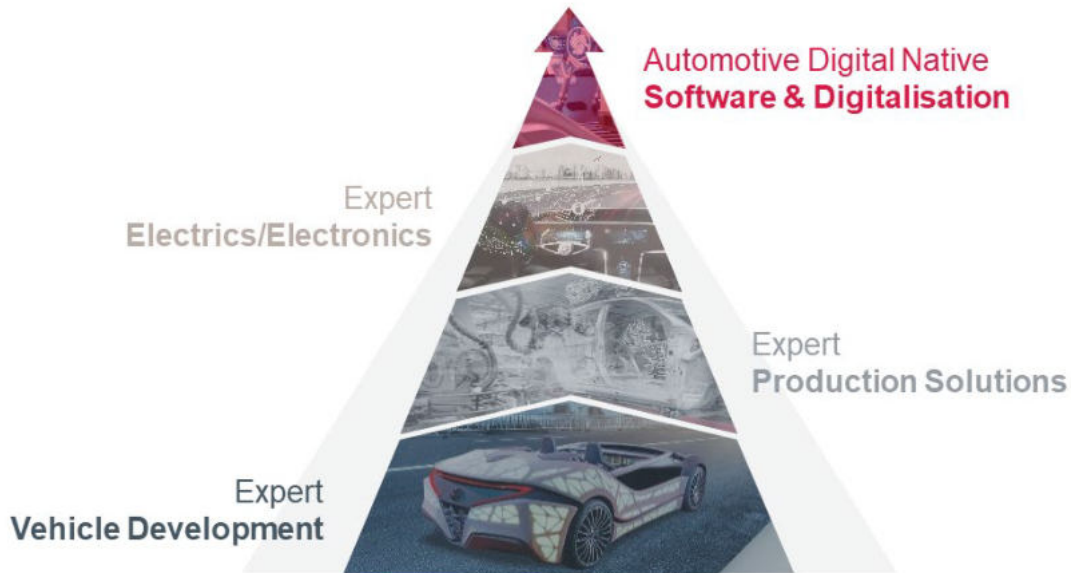 Automotive Digital Native
Software & Digitalisation
Expert
Electrics/Electronics
Expert
Production Solutions
Expert
Vehicle Development